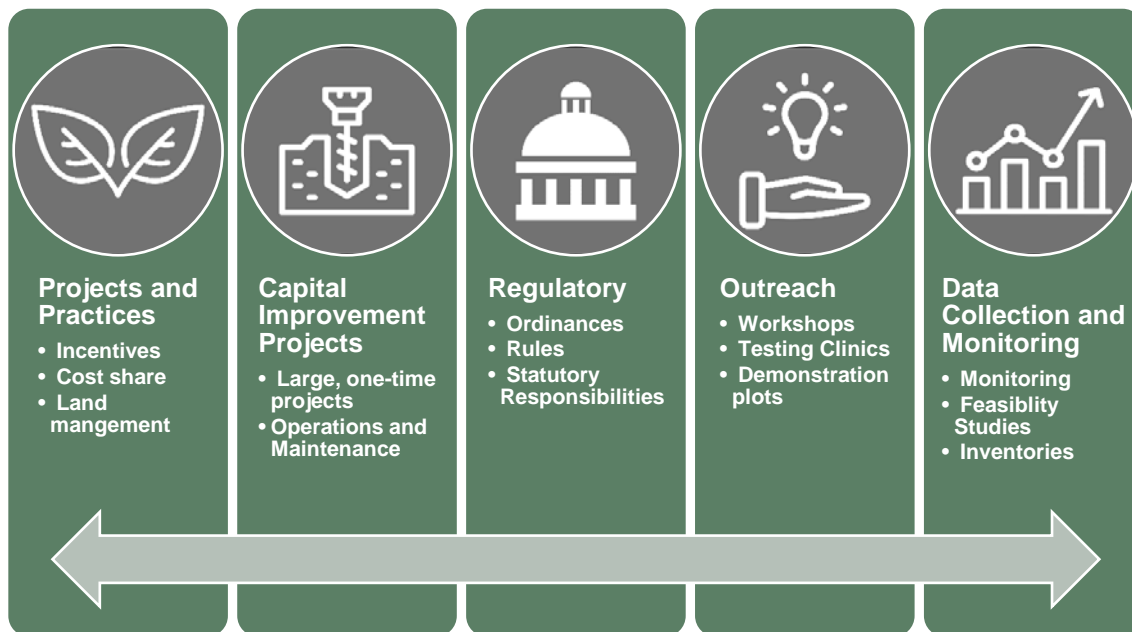 Projects and
Practices
• Incentives
• Cost share
• Land
mangement
Capital
Improvement
Projects
• Large, one-time
projects
• Operations and
Maintenance
Regulatory
• Ordinances
• Rules
• Statutory
Responsibilities
Outreach
• Workshops
• Testing Clinics
• Demonstration
plots
Data
Collection and
Monitoring
• Monitoring
• Feasiblity
Studies
• Inventories